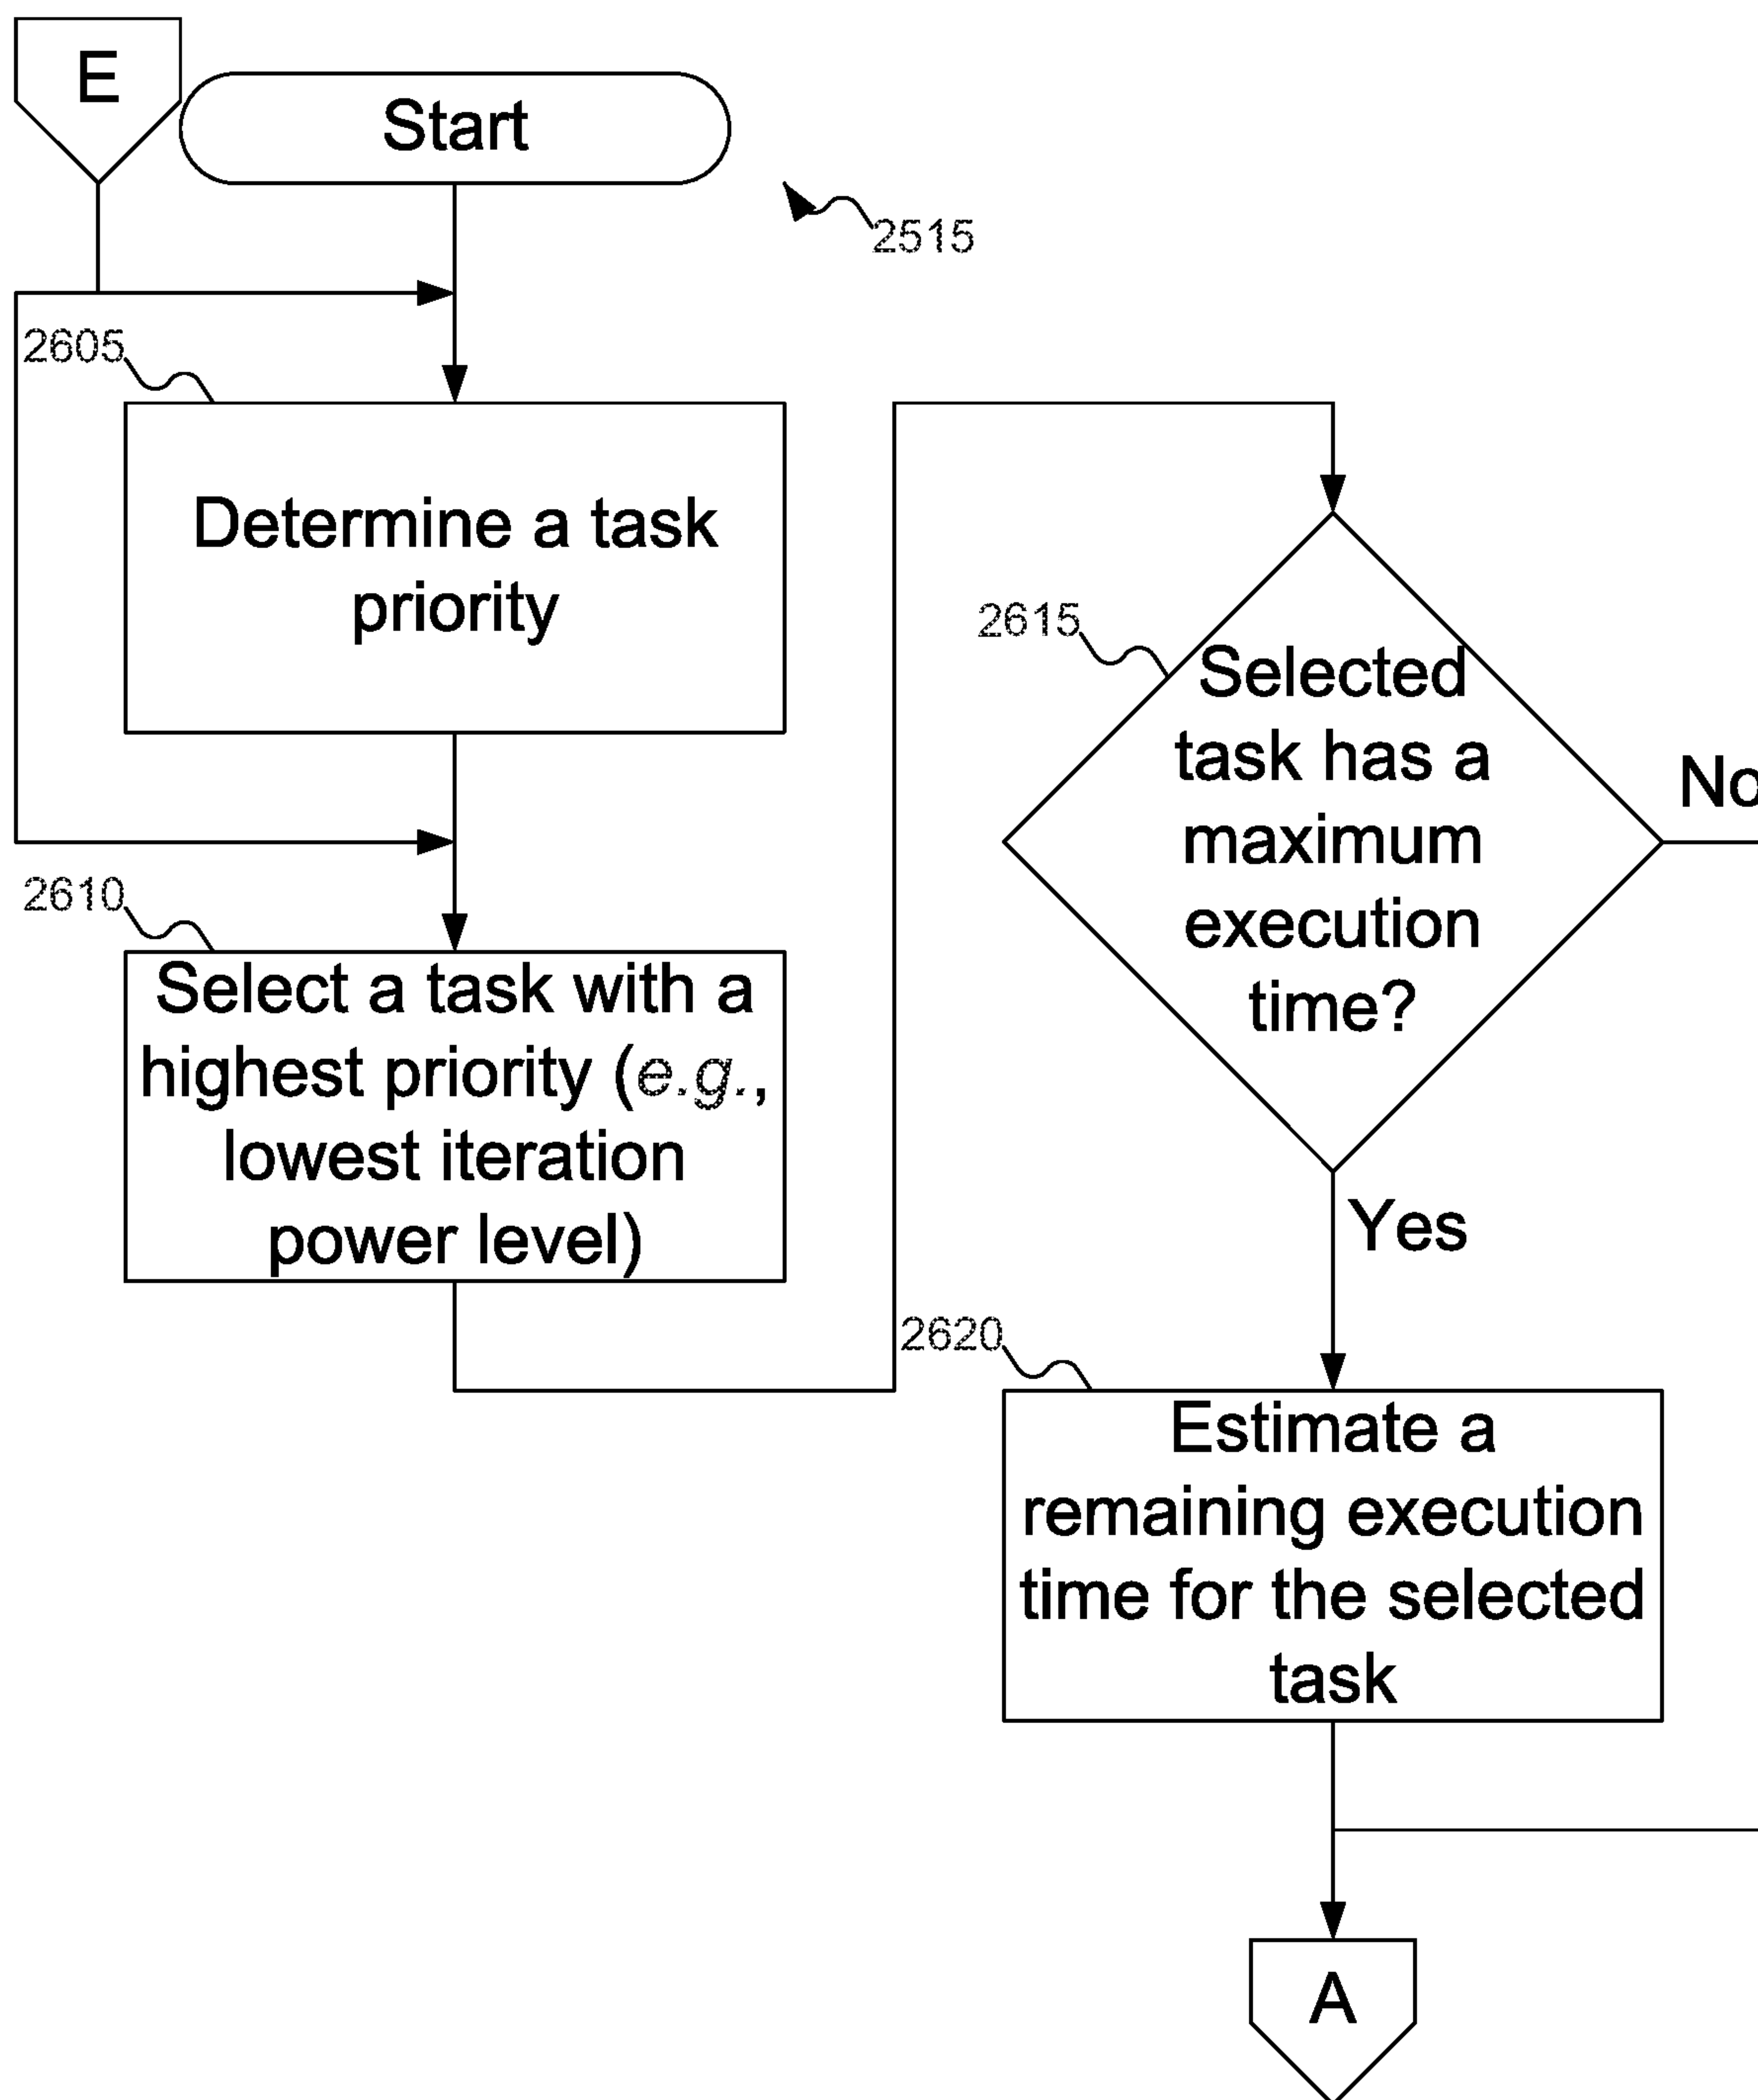 E
Start
2515
2605
Determine a task
priority
2610
Select a task with a
highest priority (e.g.,
lowest iteration
power level)
2615
Selected
task has a
maximum
execution
time?
No
Yes
2620
Estimate a
remaining execution
time for the selected
task
A